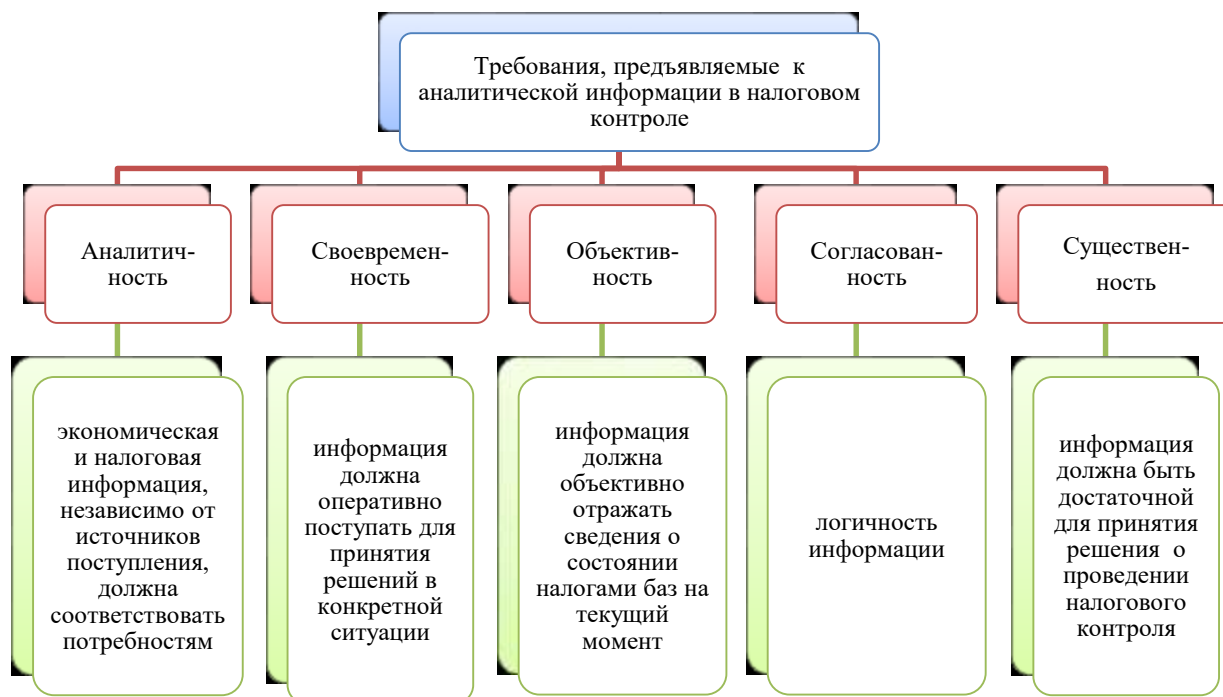 Требования, предъявляемые к
аналитической информации в налоговом
контроле
Аналитич-
ность
Своевремен-
ность
Объектив-
ность
Согласован-
ность
Существен-
ность
экономическая
и налоговая
информация,
независимо от
источников
поступления,
должна
соответствовать
потребностям
информация
должна
оперативно
поступать для
принятия
решений в
конкретной
ситуации
информация
должна
объективно
отражать
сведения о
состоянии
налогами баз на
текущий
момент
логичность
информации
информация
должна быть
достаточной
для принятия
решения о
проведении
налогового
контроля